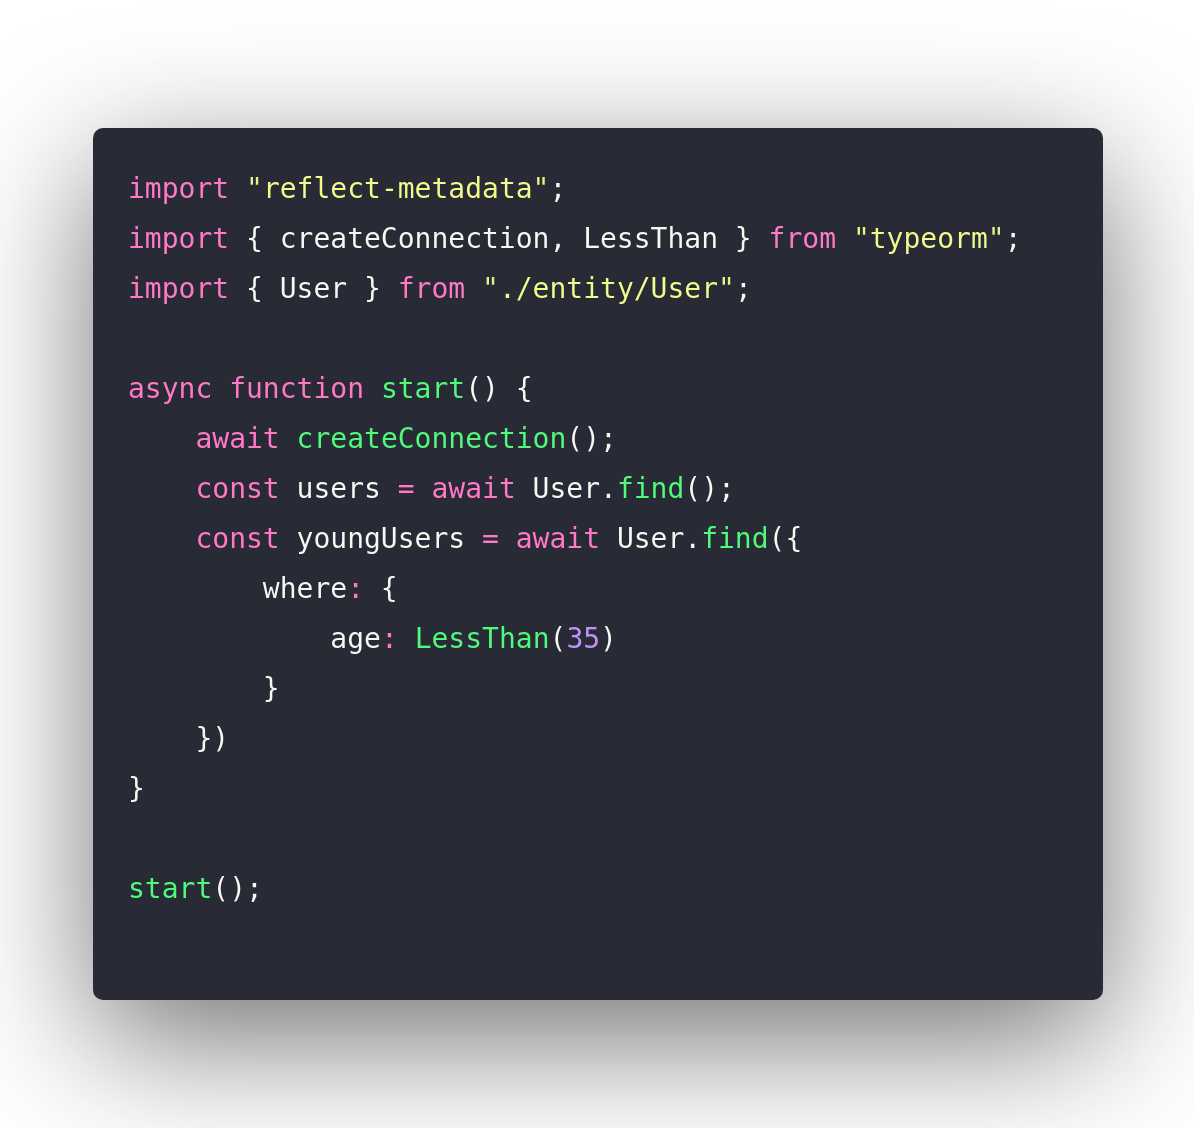 import "reflect-metadata";
import { createConnection, LessThan } from "typeorm";
import { User } from "./entity/User";

async function start() {
    await createConnection();
    const users = await User.find();
    const youngUsers = await User.find({
        where: {
            age: LessThan(35)
        }
    })
}

start();